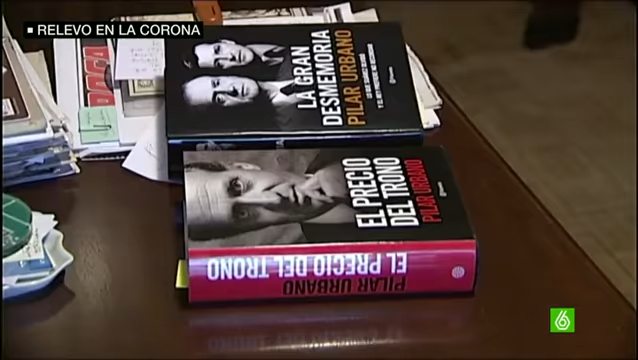 RELEVO EN LA CORONA
LA GRAN
DESMEMORIA
PILAR URBANO
EL PRECIO
DEL TRONO
PILAR URBANO
PILAR URBANO
EL PRECIO DEL TRONO
6